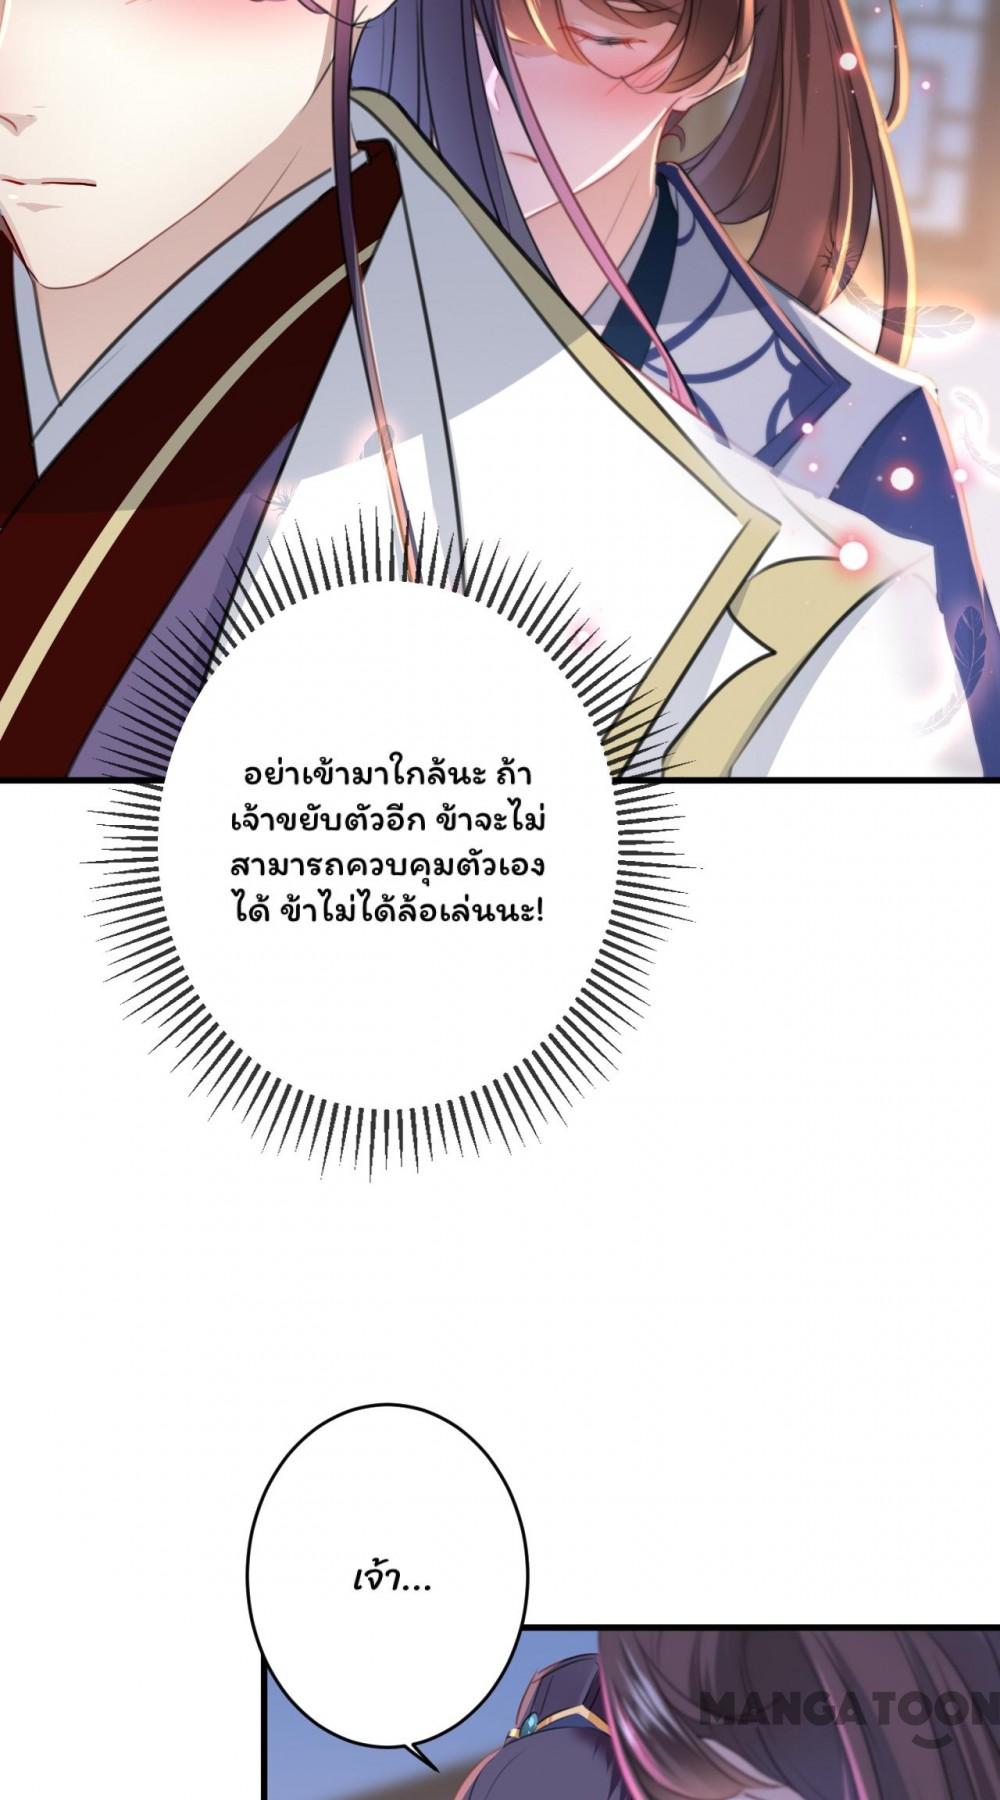 อย่าเข้ามาใกล้นะ ถ้า
เจ้าขยับตัวอีก ข้าจะไม่
สามารถควบคุมตัวเอง
ได้ ข้าไม่ได้ล้อเล่นนะ!
เจ้า...
MANGATOON